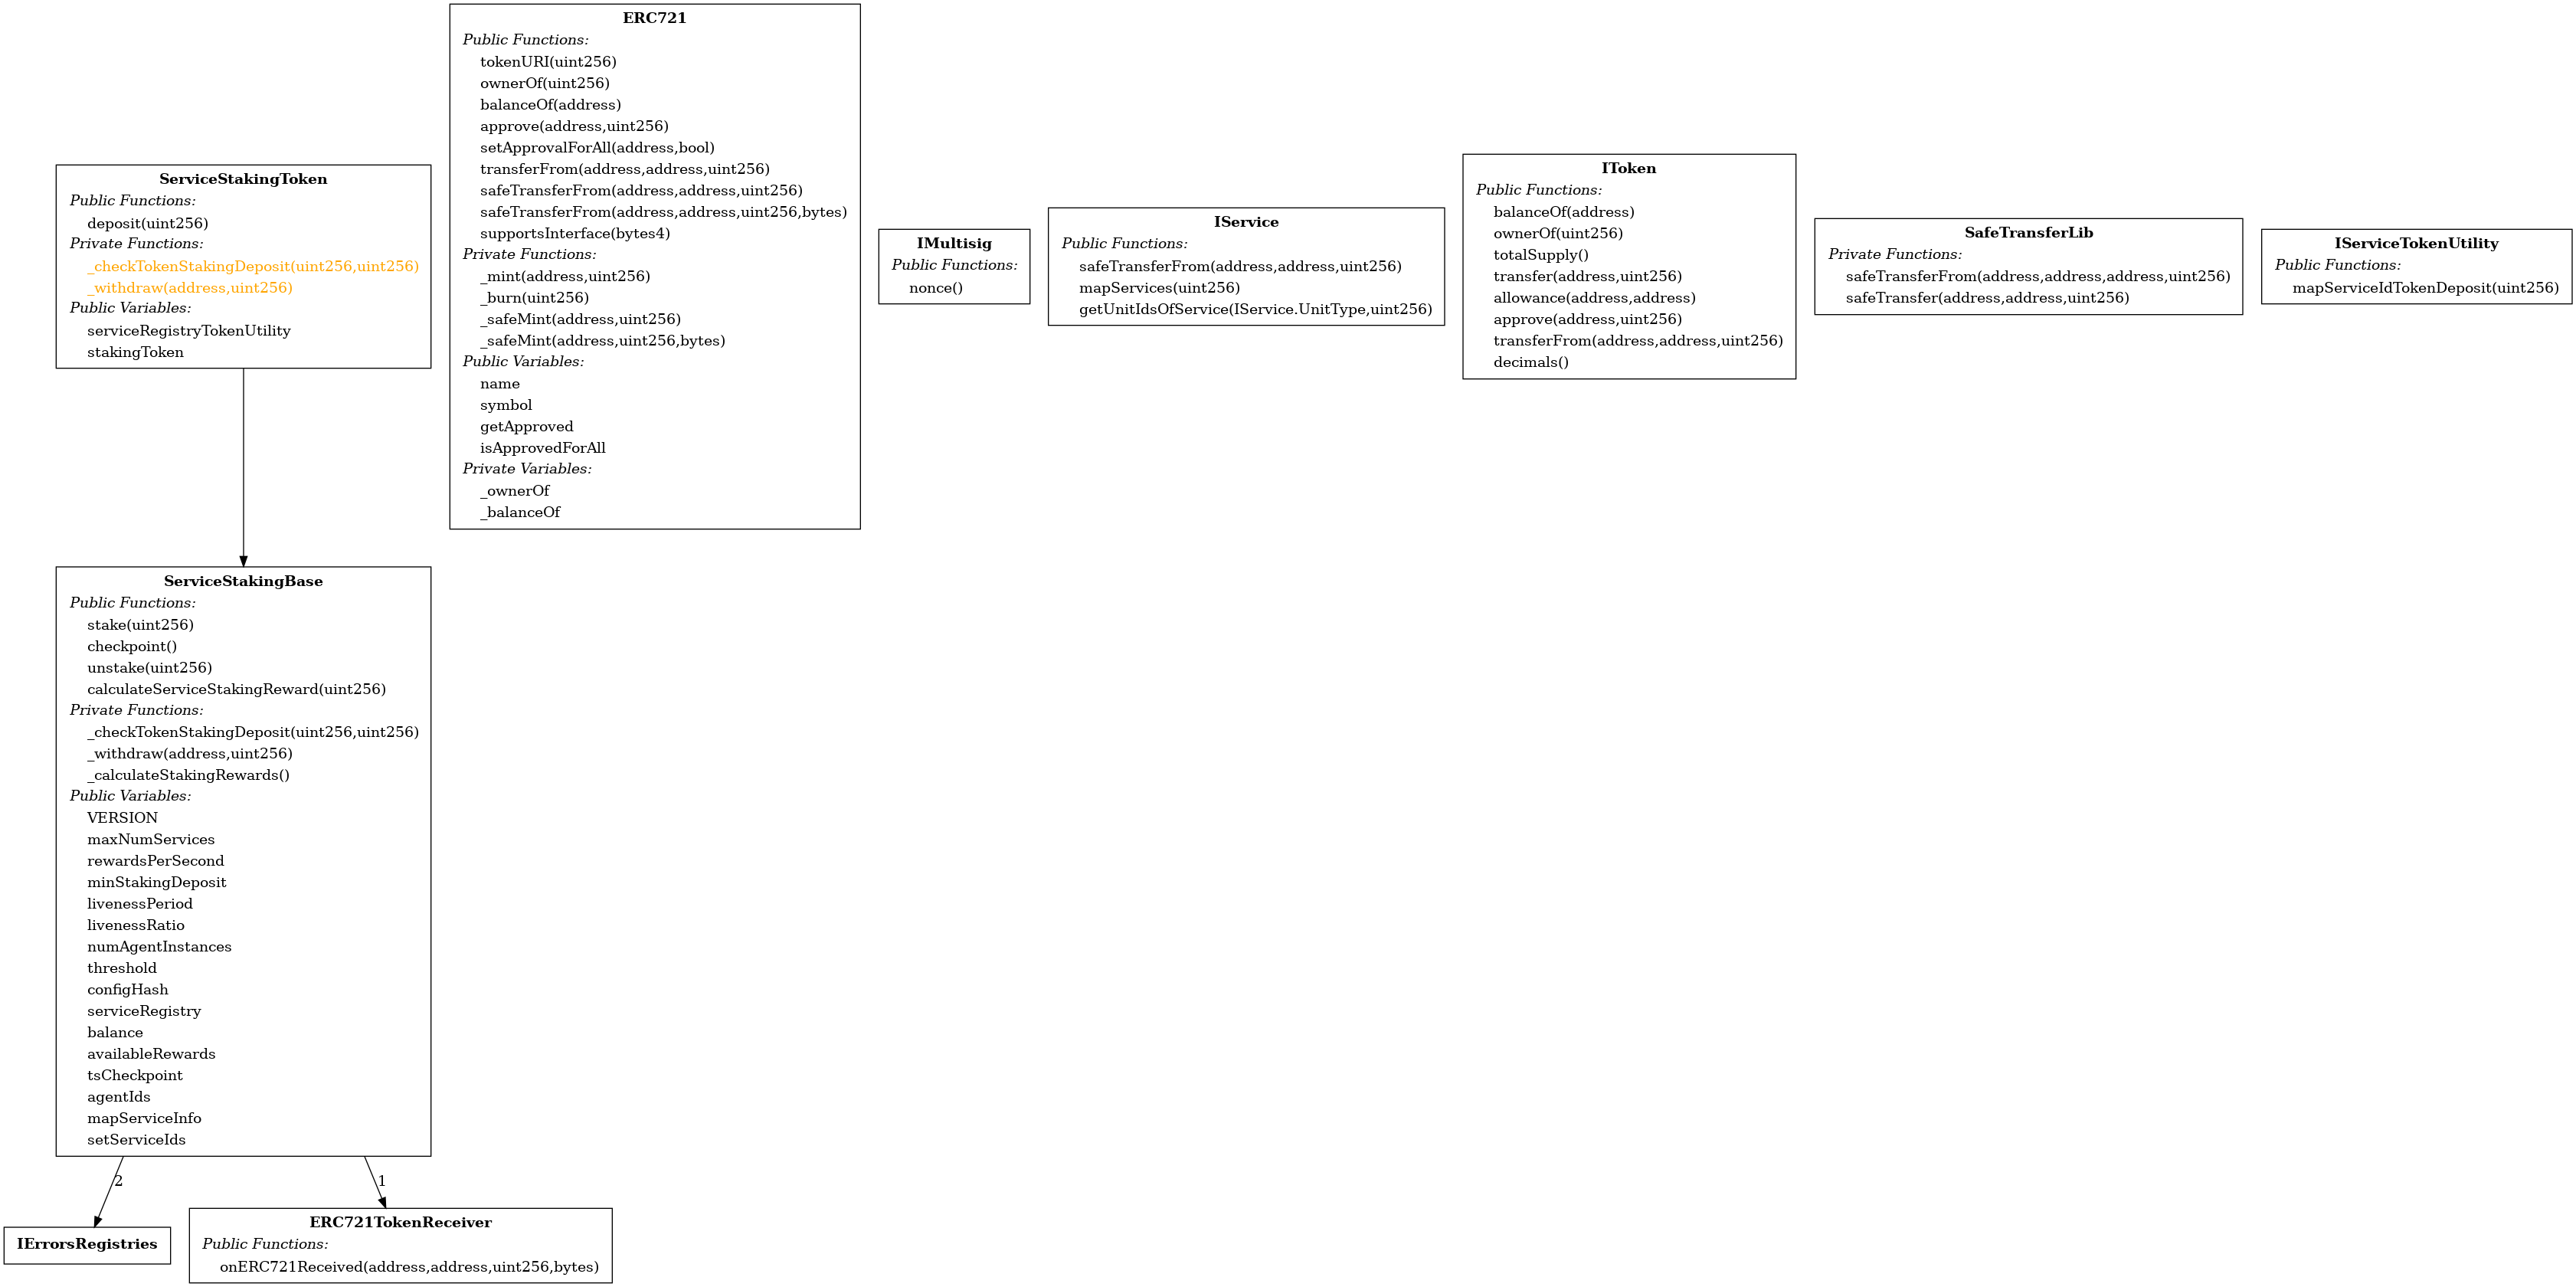 ServiceStakingToken
Public Functions:
deposit(uint256)
Private Functions:
_checkTokenStakingDeposit(uint256,uint256)
_withdraw(address,uint256)
Public Variables:
serviceRegistryTokenUtility
stakingToken
ERC721
Public Functions:
tokenURI(uint256)
ownerOf(uint256)
balanceOf(address)
approve(address,uint256)
setApprovalForAll(address,bool)
transferFrom(address,address,uint256)
safeTransferFrom(address,address,uint256)
safeTransferFrom(address,address,uint256,bytes)
supportsInterface(bytes4)
Private Functions:
_mint(address,uint256)
_burn(uint256)
_safeMint(address,uint256)
_safeMint(address,uint256,bytes)
Public Variables:
name
symbol
getApproved
isApprovedForAll
Private Variables:
_ownerOf
_balanceOf
IMultisig
Public Functions:
nonce()
IService
Public Functions:
safeTransferFrom(address,address,uint256)
mapServices(uint256)
getUnitIdsOfService(IService.UnitType,uint256)
IToken
Public Functions:
balanceOf(address)
ownerOf(uint256)
totalSupply()
transfer(address,uint256)
allowance(address,address)
approve(address,uint256)
transferFrom(address,address,uint256)
decimals()
SafeTransferLib
Private Functions:
safeTransferFrom(address,address,address,uint256)
safeTransfer(address,address,uint256)
IServiceTokenUtility
Public Functions:
mapServiceIdTokenDeposit(uint256)
ServiceStakingBase
Public Functions:
stake(uint256)
checkpoint()
unstake(uint256)
calculateServiceStakingReward(uint256)
Private Functions:
_checkTokenStakingDeposit(uint256,uint256)
_withdraw(address,uint256)
_calculateStakingRewards()
Public Variables:
VERSION
maxNumServices
rewardsPerSecond
minStakingDeposit
livenessPeriod
livenessRatio
numAgentInstances
threshold
configHash
serviceRegistry
balance
availableRewards
tsCheckpoint
agentIds
mapServiceInfo
setServiceIds
2
1
IErrorsRegistries
ERC721TokenReceiver
Public Functions:
onERC721Received(address,address,uint256,bytes)